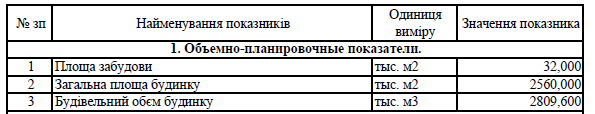 № зп Найменування показників Одиниця виміру Значення показника
1. Объемно-планировочные показатели.
1 Площа забудови тыс. м2 32,000
2 Загальна площа будинку тыс. м2 2560,000
3 Будівельний обєм будинку тыс. м3 2809,600